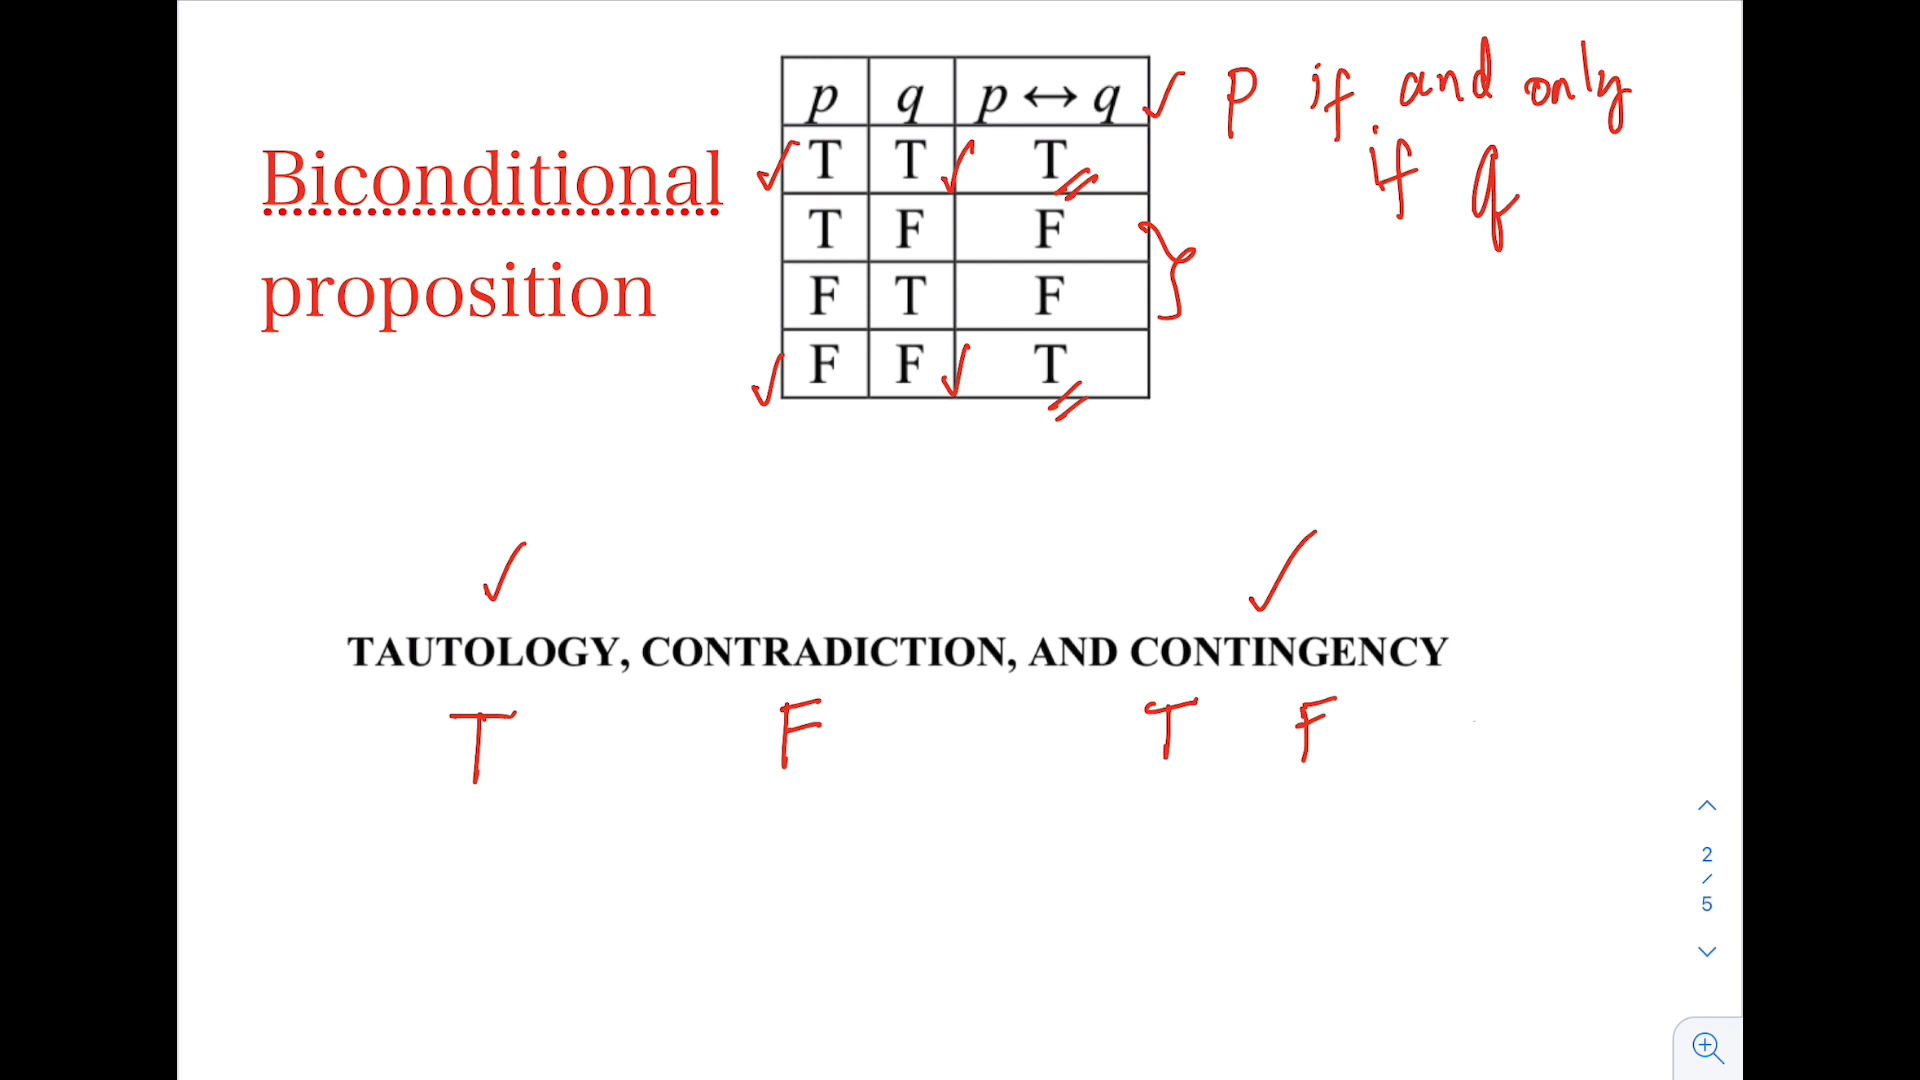 p q p ↔ q ✓ P if and only
if q
Biconditional
proposition
✓ T T ✓ T
T F F
F T F
✓ F F ✓ T
✓ ✓
TAUTOLOGY, CONTRADICTION, AND CONTINGENCY
T F T F
2
/
5